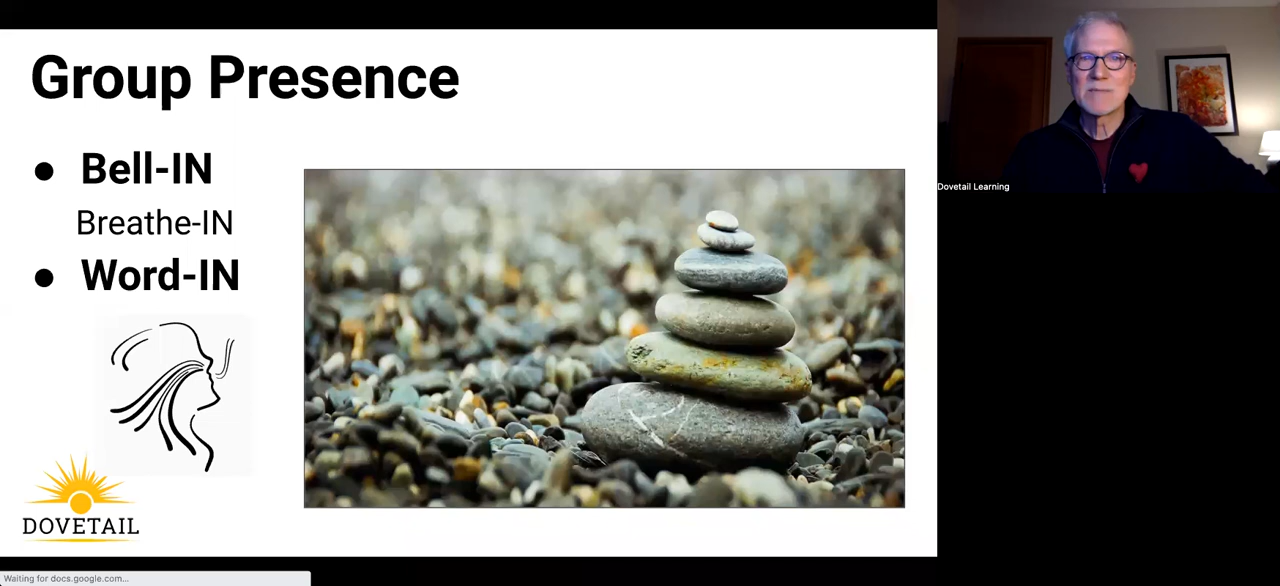 Group Presence
● Bell-IN
Breathe-IN
● Word-IN
DOVETAIL
Dovetail Learning
Waiting for docs.google.com...